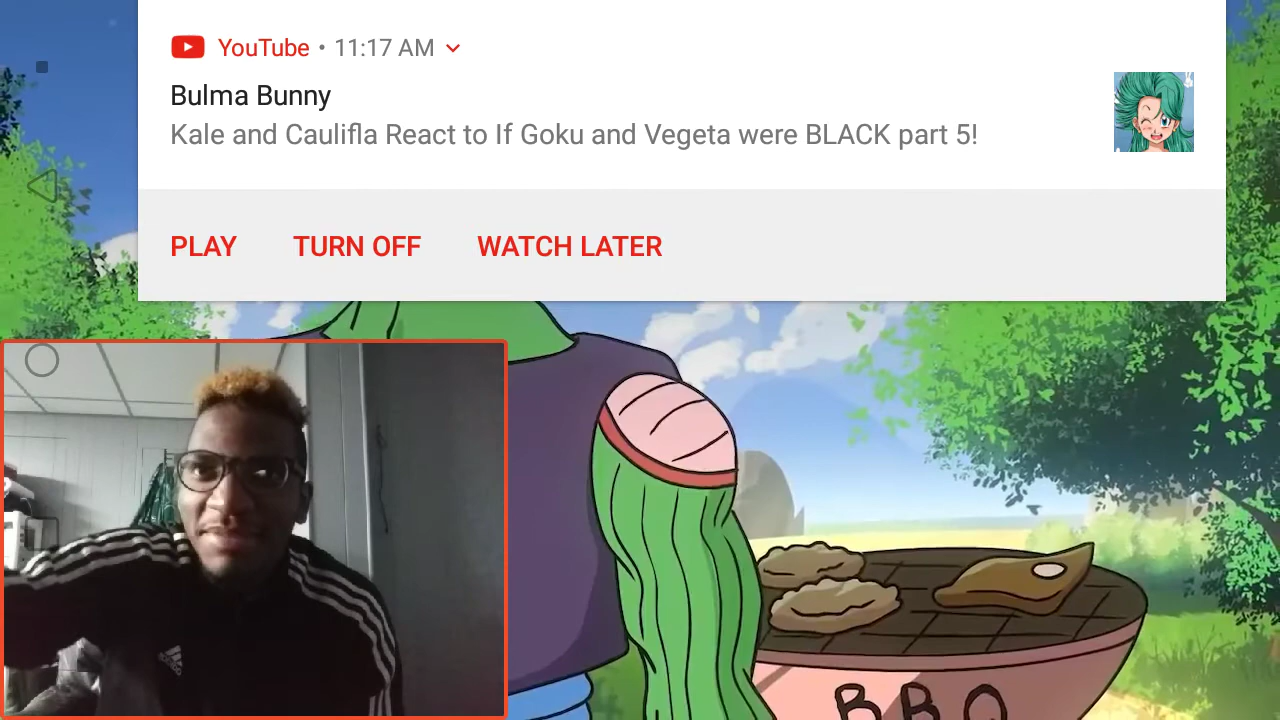 YouTube • 11:17 AM
Bulma Bunny
Kale and Caulifla React to If Goku and Vegeta were BLACK part 5!
PLAY TURN OFF WATCH LATER
adidas
BBQ